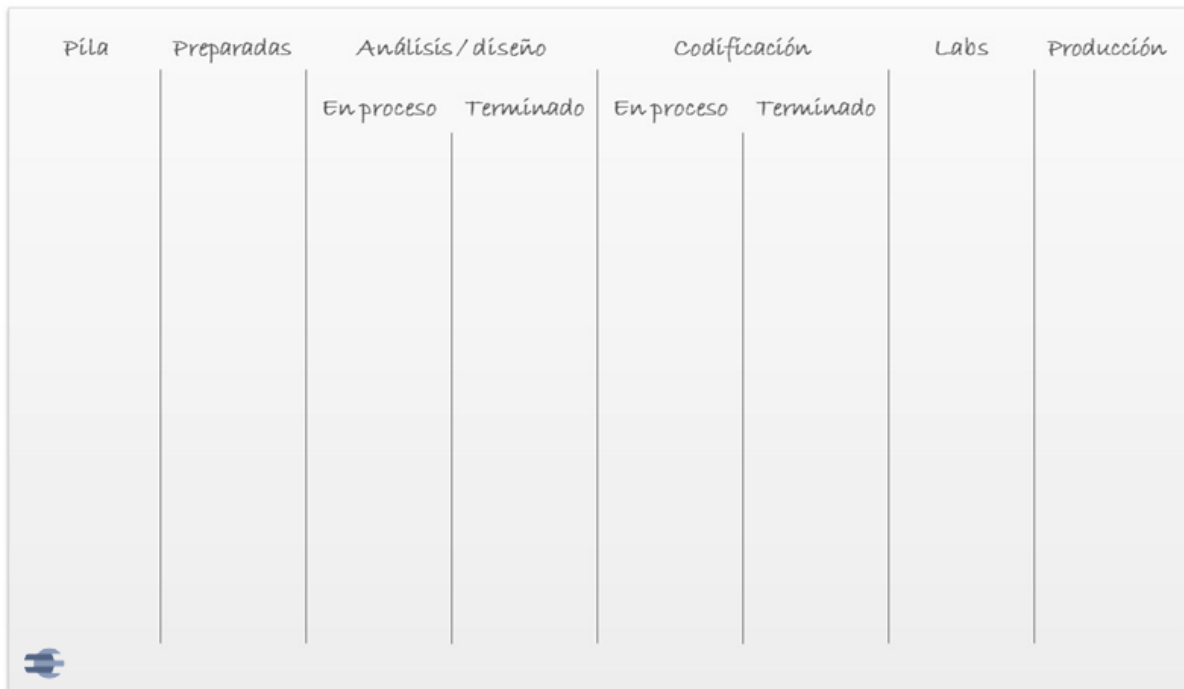 Pila Preparadas Análisis / diseño Codificación Labs Producción
En proceso Terminado En proceso Terminado